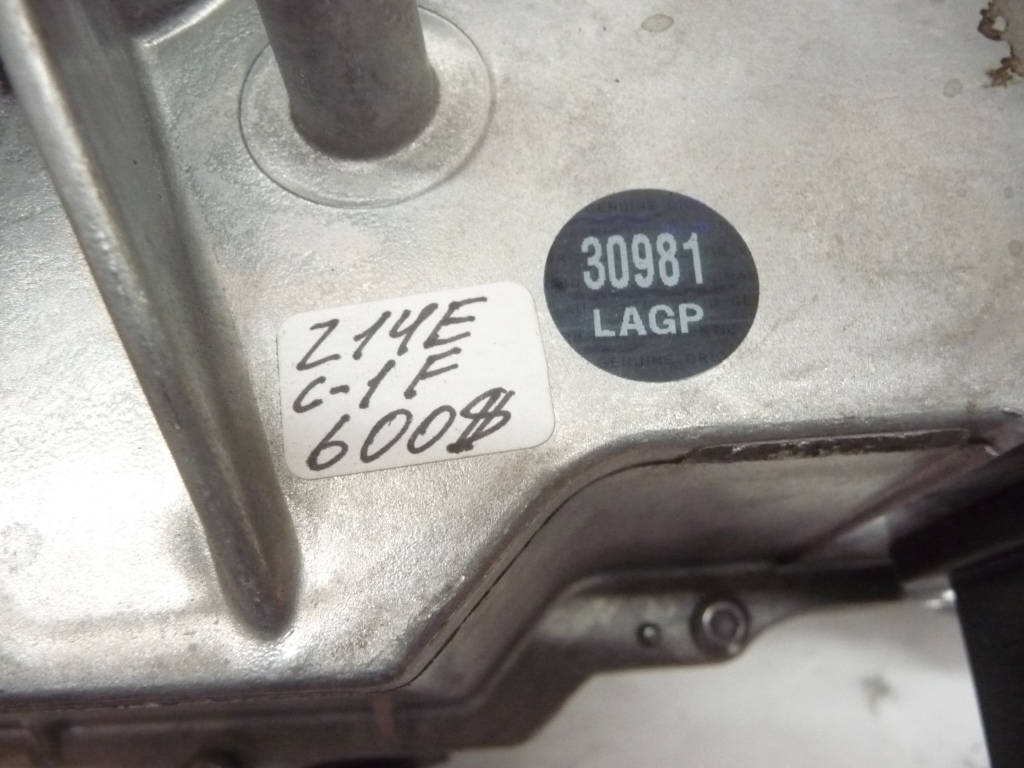 Z14E
C-1F
600$
30981
LAGP